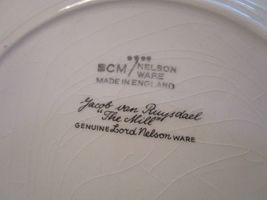 BCM/NELSON
WARE
MADE IN ENGLAND
Jacob van Ruysdael
"The Mill"
GENUINE Lord Nelson WARE